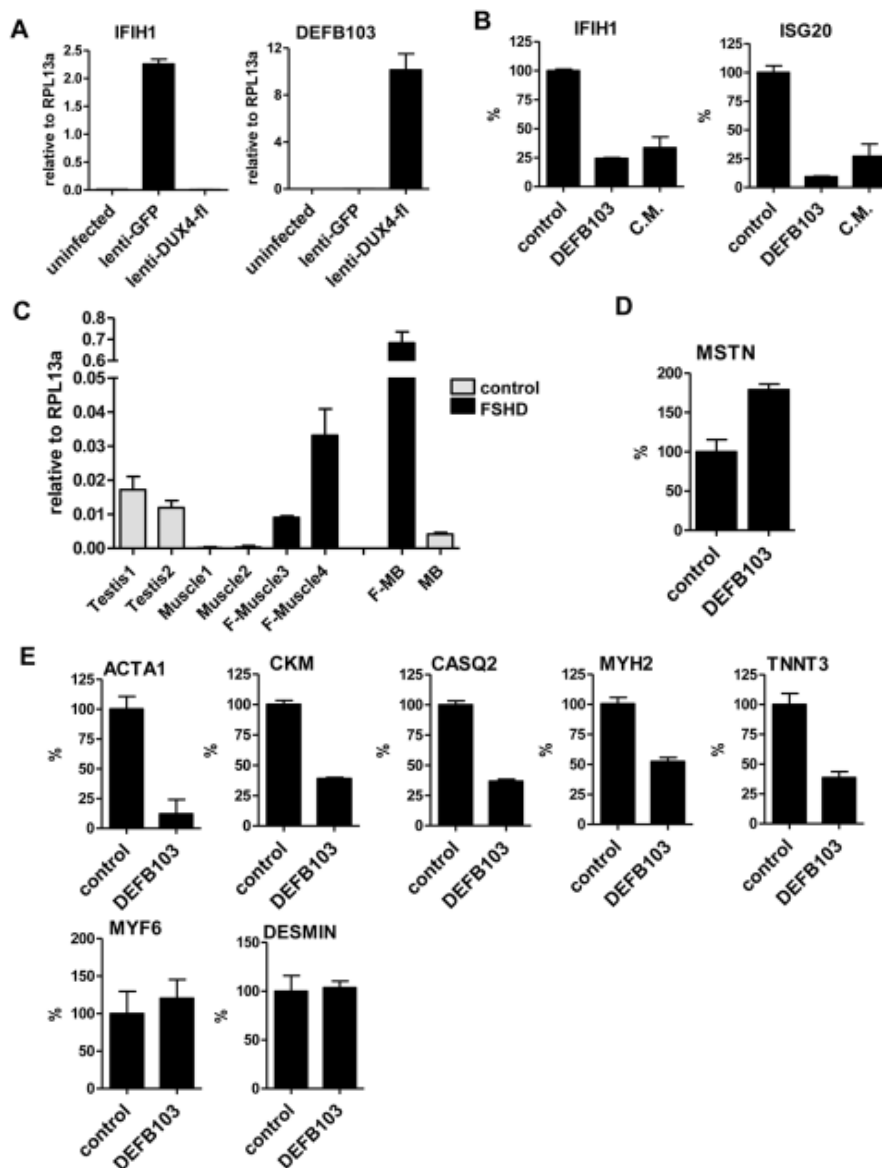 A
IFIH1
relative to RPL13a
2.5
2.0
1.5
1.0
0.5
0.0
uninfected
lenti-GFP
lenti-DUX4-fl
DEFB103
relative to RPL13a
12
8
4
0
uninfected
lenti-GFP
lenti-DUX4-fl
B
IFIH1
%
125
100
75
50
25
0
control
DEFB103
C.M.
ISG20
%
125
100
75
50
25
0
control
DEFB103
C.M.
C
relative to RPL13a
0.8
0.7
0.6
0.05
0.04
0.03
0.02
0.01
0.00
Testis1
Testis2
Muscle1
Muscle2
F-Muscle3
F-Muscle4
F-MB
MB
control
FSHD
D
MSTN
%
200
150
100
50
0
control
DEFB103
E
ACTA1
%
125
100
75
50
25
0
control
DEFB103
CKM
%
125
100
75
50
25
0
control
DEFB103
CASQ2
%
125
100
75
50
25
0
control
DEFB103
MYH2
%
125
100
75
50
25
0
control
DEFB103
TNNT3
%
125
100
75
50
25
0
control
DEFB103
MYF6
%
200
150
100
50
0
control
DEFB103
DESMIN
%
150
100
50
0
control
DEFB103